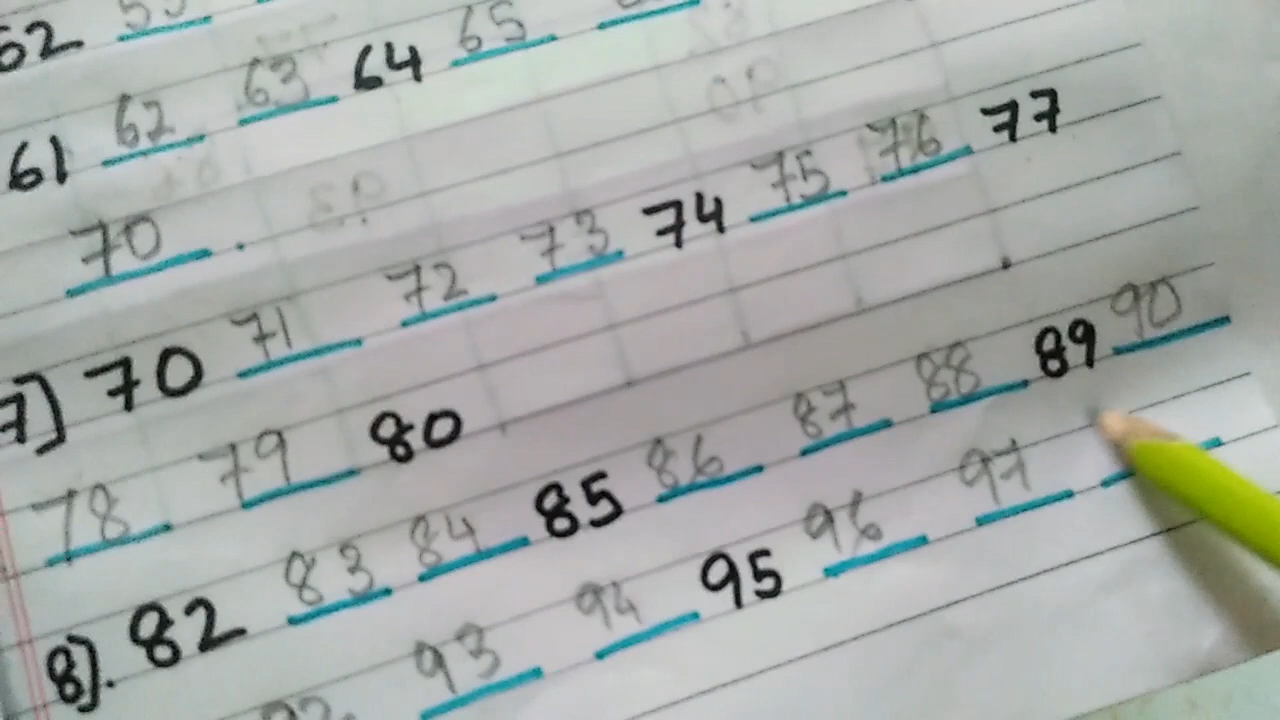 52
61 62 63 64 65
70 .
7] 70 71 72 73 74 75 76 77
78 79 80
8]. 82 83 84 85 86 87 88 89 90
93 94 95 96 97